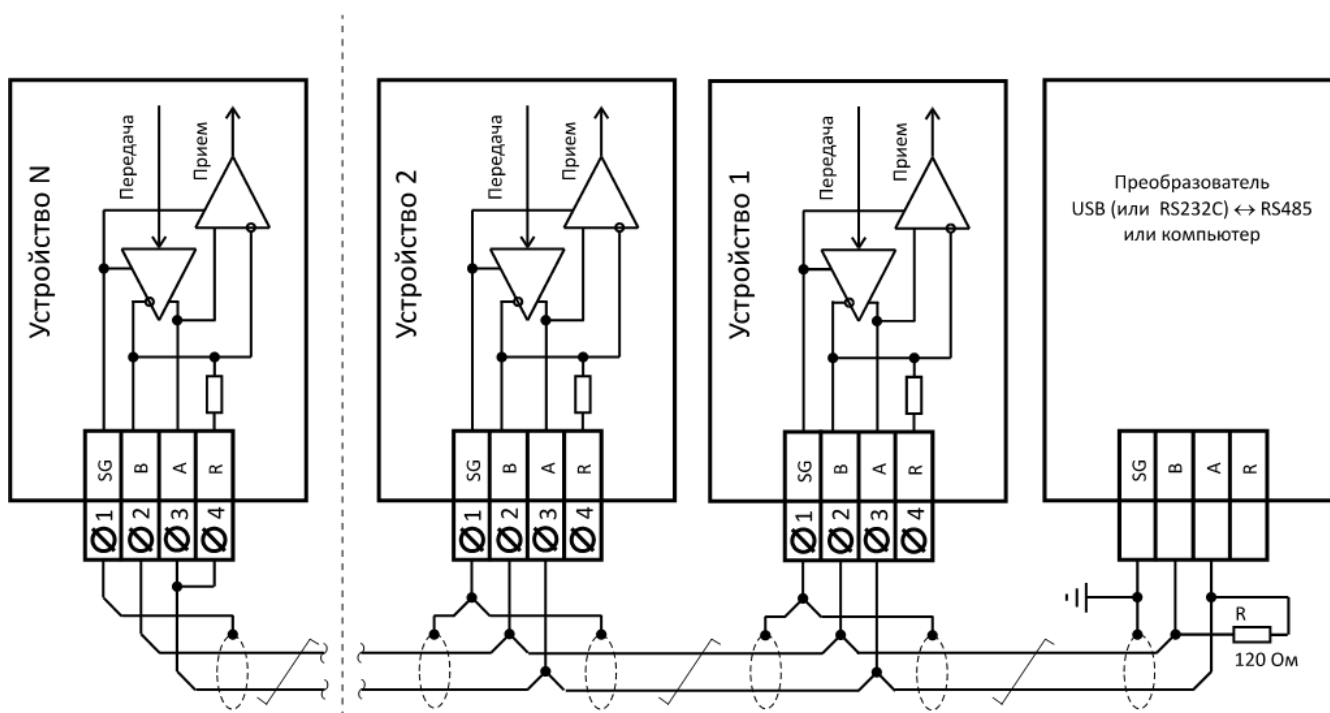 Устройство N
Передача
Прием
SG
B
A
R
1
2
3
4
Устройство 2
Передача
Прием
SG
B
A
R
1
2
3
4
Устройство 1
Передача
Прием
SG
B
A
R
1
2
3
4
Преобразователь
USB (или RS232C) ↔ RS485
или компьютер
SG
B
A
R
R
120 Ом